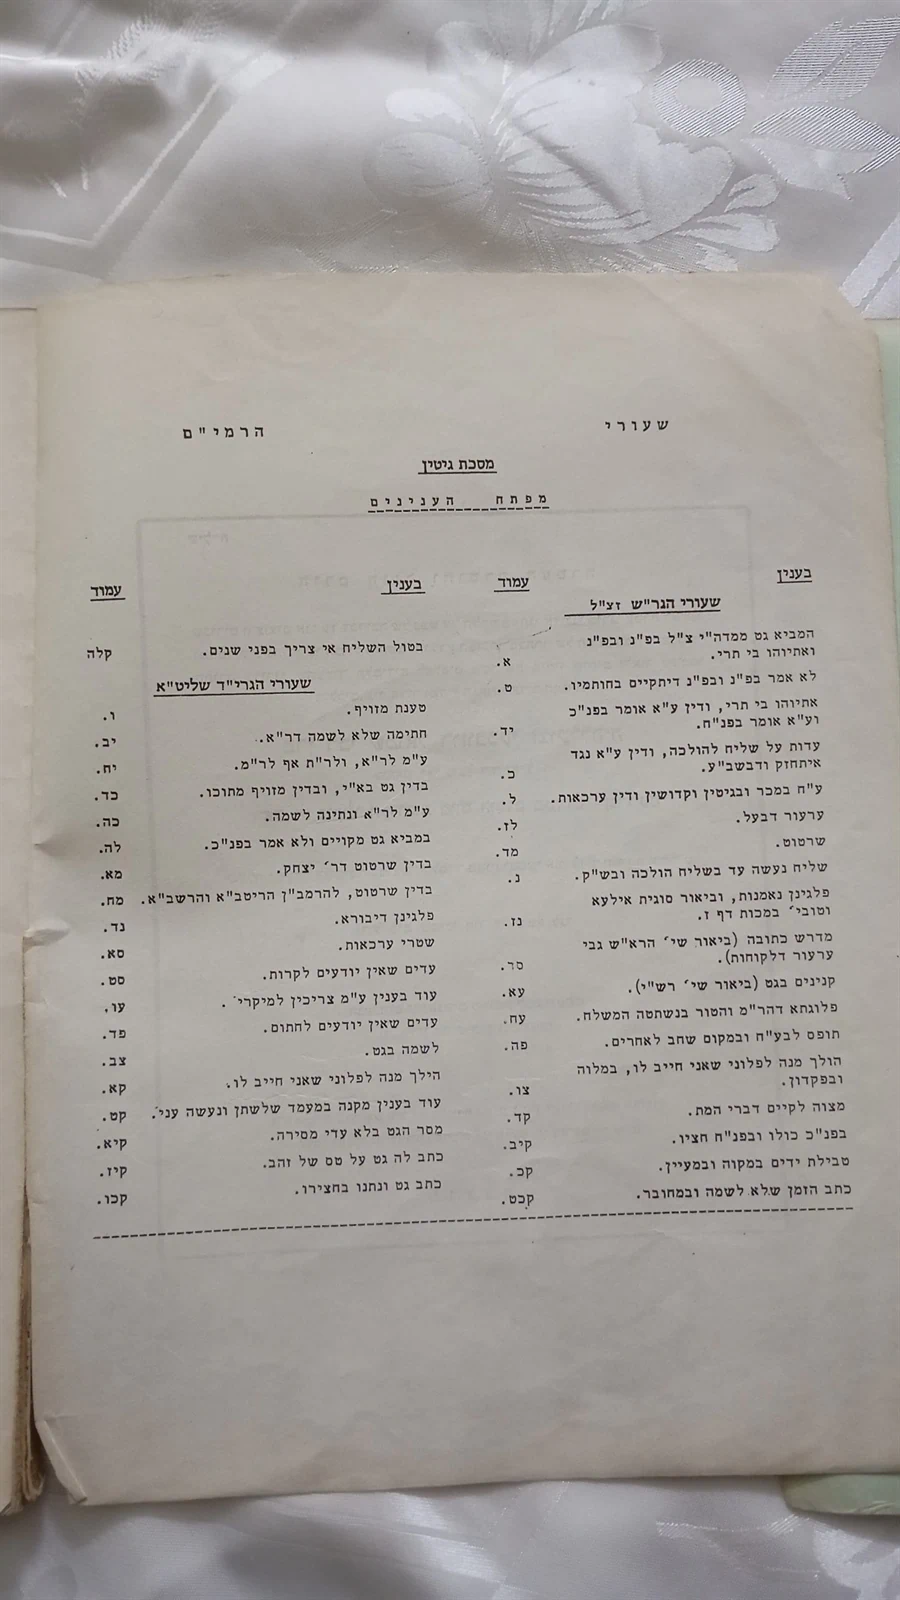 שעורי הרמי"ם
מסכת גיטין
מפתח הענינים
בענין עמוד
שעורי הגר"ש זצ"ל
המביא גט ממדה"י צ"ל בפ"נ ובפ"נ
ואתיוהו בי תרי. א.
לא אמר בפ"נ ובפ"נ דיתקיים בחותמיו. ט.
אתיוהו בי תרי, ודין ע"א אומר בפנ"כ
וע"א אומר בפנ"ח. יד.
עדות על שליח להולכה, ודין ע"א נגד
איתחזק ודבשב"ע. כ.
ע"ח במכר ובגיטין וקדושין ודין ערכאות. ל.
ערעור דבעל. לז.
שרטוט. מד.
שליח נעשה עד בשליח הולכה ובש"ק. נ.
פלגינן נאמנות, וביאור סוגית אילעא
וטובי' במכות דף ז. נז.
מדרש כתובה (ביאור שי' הרא"ש גבי
ערעור דלקוחות). סד.
קנינים בגט (ביאור שי' רש"י). עא.
פלוגתא דהר"מ והטור בנשתטה המשלח. עח.
תופס לבע"ח ובמקום שחב לאחרים. פה.
הולך מנה לפלוני שאני חייב לו, במלוה
ובפקדון. צו.
מצוה לקיים דברי המת. קד.
בפנ"כ כולו ובפנ"ח חציו. קיב.
טבילת ידים במקוה ובמעיין. קכ.
כתב הזמן שלא לשמה ובמחובר. קכט.
בענין עמוד
בטול השליח אי צריך בפני שנים. קלה
שעורי הגרי"ד שליט"א
טענת מזויף. ו.
חתימה שלא לשמה דר"א. יב.
ע"מ לר"א, ולר"ת אף לר"מ. יח.
בדין גט בא"י, ובדין מזויף מתוכו. כד.
ע"מ לר"א ונתינה לשמה. כה.
במביא גט מקויים ולא אמר בפנ"כ. לה.
בדין שרטוט דר' יצחק. מא.
בדין שרטוט, להרמב"ן הריטב"א והרשב"א. מח.
פלגינן דיבורא. נד.
שטרי ערכאות. סא.
עדים שאין יודעים לקרות. סט.
עוד בענין ע"מ צריכין למיקרי'. עו.
עדים שאין יודעים לחתום. פד.
לשמה בגט. צב.
הילך מנה לפלוני שאני חייב לו. קא.
עוד בענין מקנה במעמד שלשתן ונעשה עני'. קט.
מסר הגט בלא עדי מסירה. קיא.
כתב לה גט על טס של זהב. קיז.
כתב גט ונתנו בחצירו. קכו.